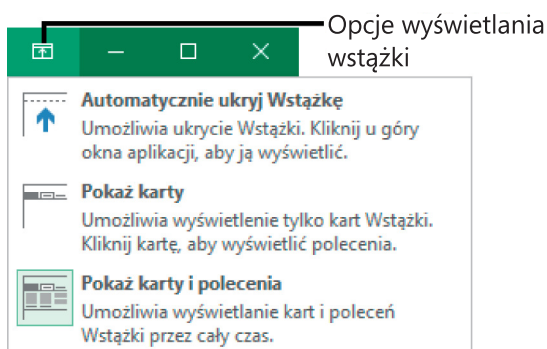 Opcje wyświetlania
wstążki
Automatycznie ukryj Wstążkę
Umożliwia ukrycie Wstążki. Kliknij u góry
okna aplikacji, aby ją wyświetlić.
Pokaż karty
Umożliwia wyświetlenie tylko kart Wstążki.
Kliknij kartę, aby wyświetlić polecenia.
Pokaż karty i polecenia
Umożliwia wyświetlanie kart i poleceń
Wstążki przez cały czas.